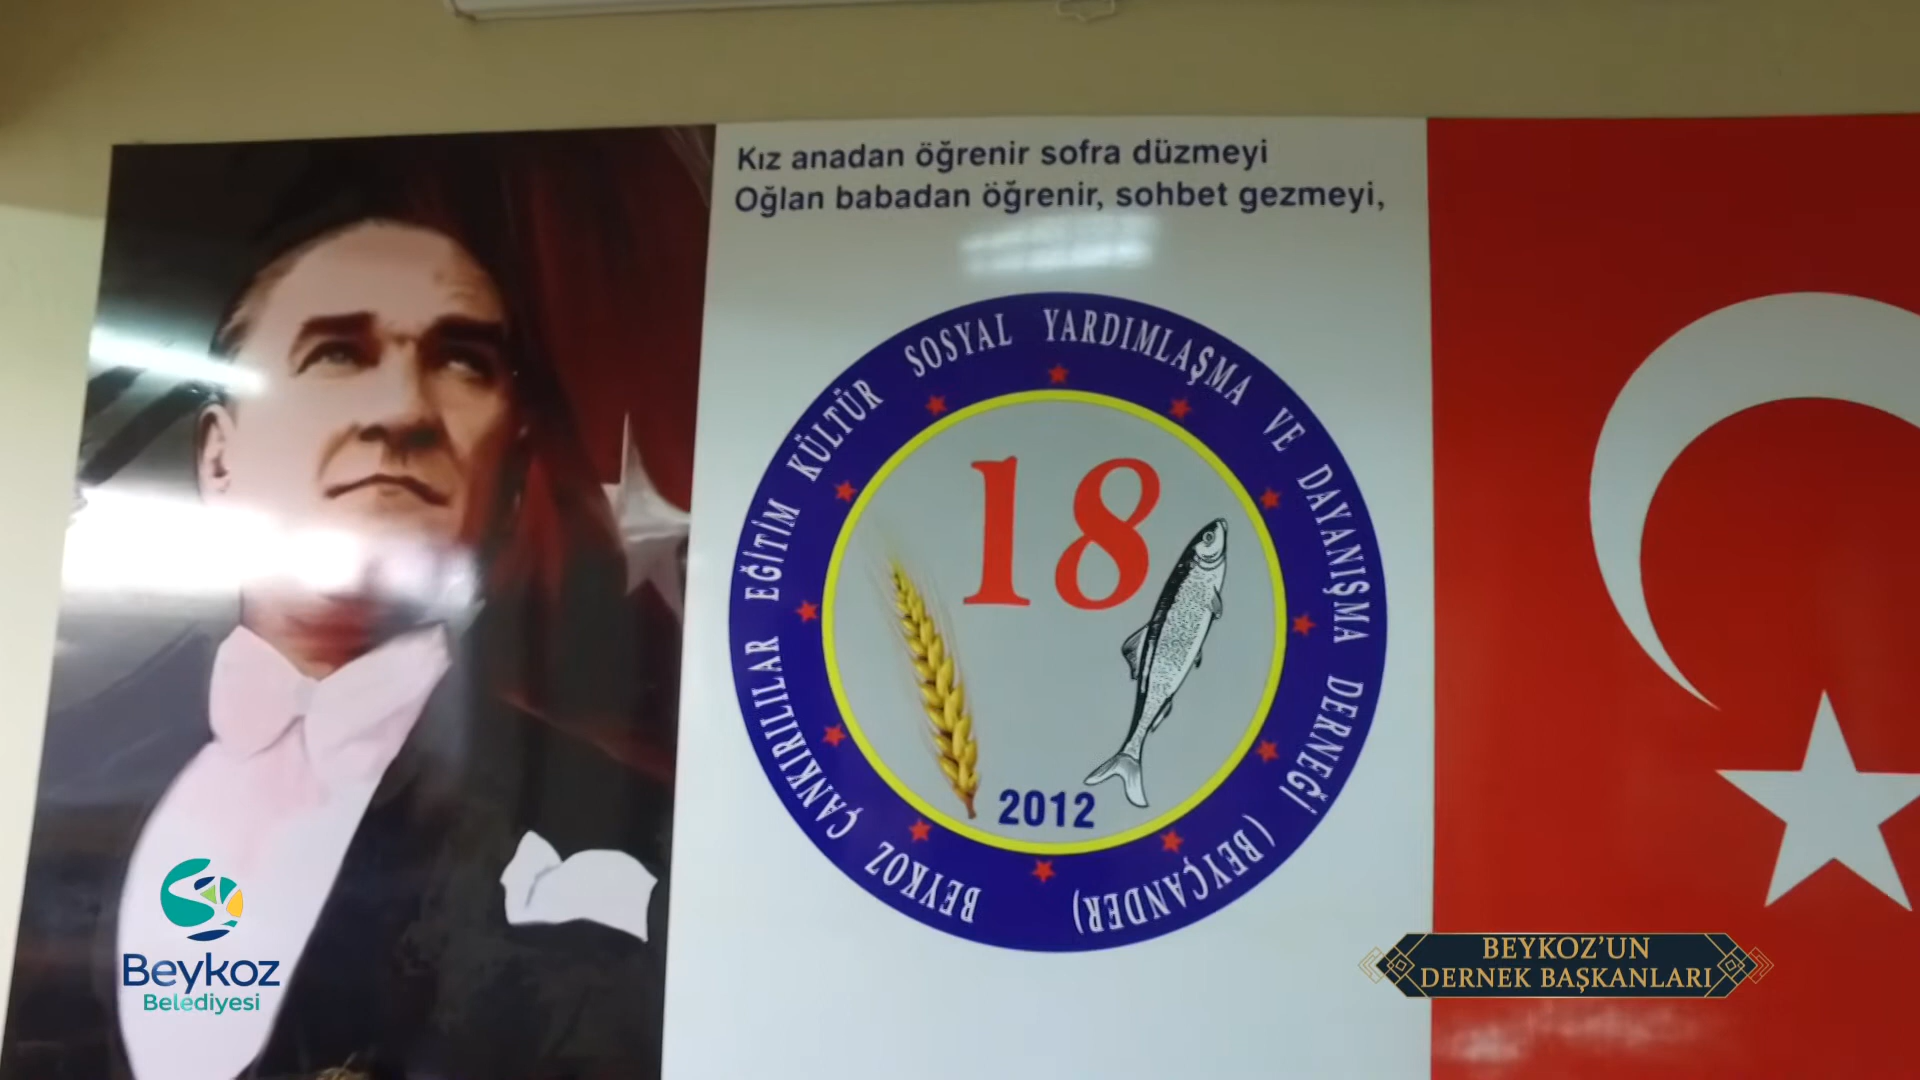 Kız anadan öğrenir sofra düzmeyi
Oğlan babadan öğrenir, sohbet gezmeyi,
BEYKOZ ÇANKIRILILAR EĞİTİM KÜLTÜR SOSYAL YARDIMLAŞMA VE DAYANIŞMA DERNEĞİ (BEYÇANDER)
18
2012
Beykoz
Belediyesi
BEYKOZ’UN
DERNEK BAŞKANLARI